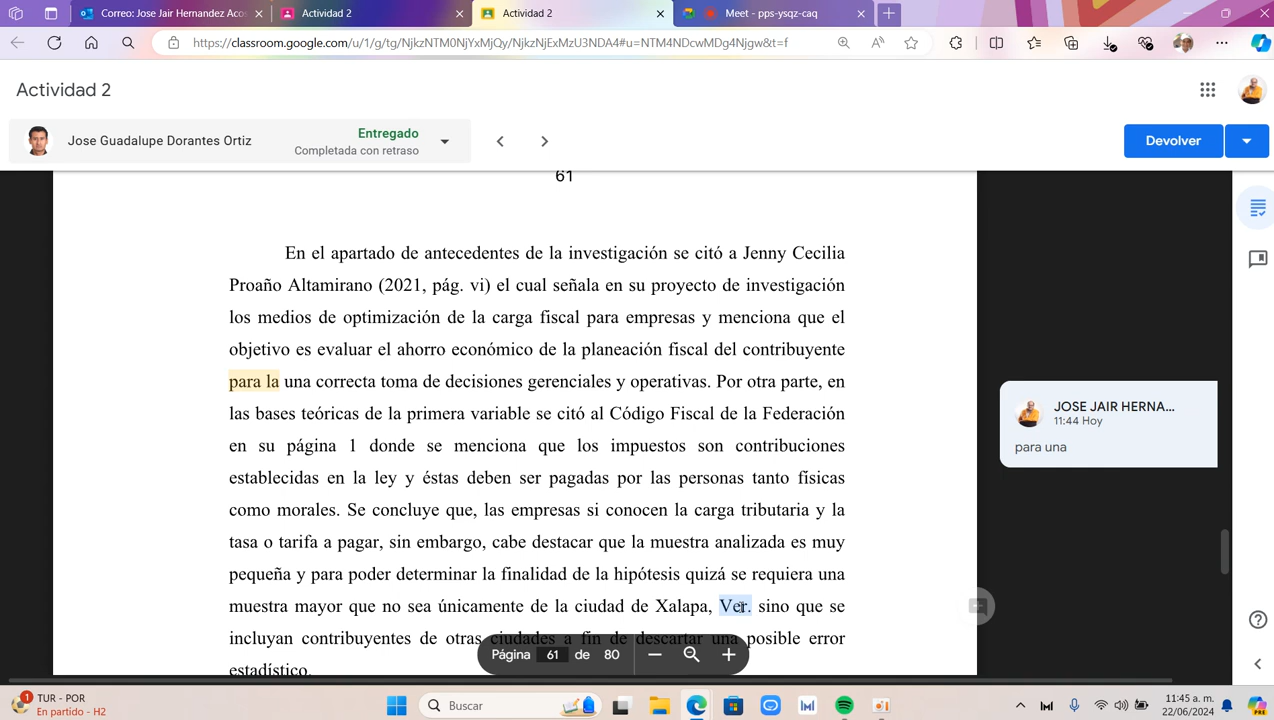 Correo: Jose Jair Hernandez Acos
Actividad 2
Actividad 2
Meet - pps-ysqz-caq
https://classroom.google.com/u/1/g/tg/NjkzNTM0NjYxMjQy/NjkzNjExMzU3NDA4#u=NTM4NDcwMDg4Njgw&t=f
Actividad 2
Jose Guadalupe Dorantes Ortiz
Entregado
Completada con retraso
Devolver
61
En el apartado de antecedentes de la investigación se citó a Jenny Cecilia
Proaño Altamirano (2021, pág. vi) el cual señala en su proyecto de investigación
los medios de optimización de la carga fiscal para empresas y menciona que el
objetivo es evaluar el ahorro económico de la planeación fiscal del contribuyente
para la una correcta toma de decisiones gerenciales y operativas. Por otra parte, en
las bases teóricas de la primera variable se citó al Código Fiscal de la Federación
en su página 1 donde se menciona que los impuestos son contribuciones
establecidas en la ley y éstas deben ser pagadas por las personas tanto físicas
como morales. Se concluye que, las empresas si conocen la carga tributaria y la
tasa o tarifa a pagar, sin embargo, cabe destacar que la muestra analizada es muy
pequeña y para poder determinar la finalidad de la hipótesis quizá se requiera una
muestra mayor que no sea únicamente de la ciudad de Xalapa, Ver. sino que se
incluyan contribuyentes de otras ciudades a fin de descartar una posible error
estadístico.
JOSE JAIR HERNA...
11:44 Hoy
para una
Página 61 de 80
1
TUR - POR
En partido - H2
Buscar
11:45 a. m.
22/06/2024
PRE